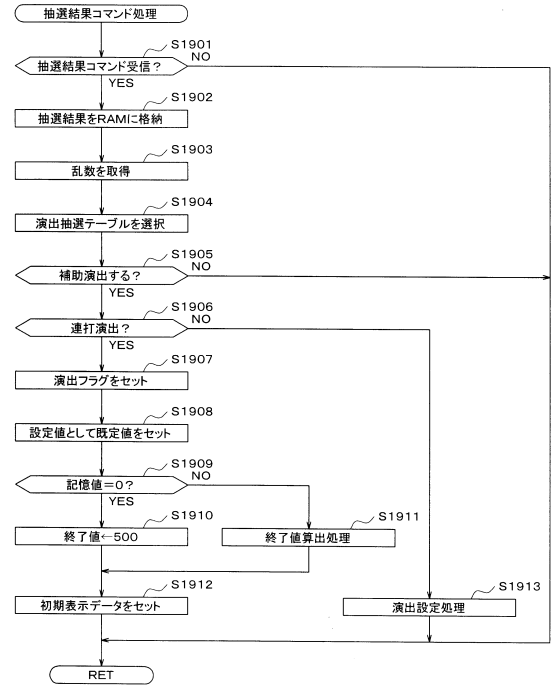 抽選結果コマンド処理
S1901
抽選結果コマンド受信？
NO
YES
S1902
抽選結果をRAMに格納
S1903
乱数を取得
S1904
演出抽選テーブルを選択
S1905
補助演出する？
NO
YES
S1906
連打演出？
NO
YES
S1907
演出フラグをセット
S1908
設定値として既定値をセット
S1909
記憶値＝0？
NO
YES
S1910
終了値←500
S1911
終了値算出処理
S1912
初期表示データをセット
S1913
演出設定処理
RET